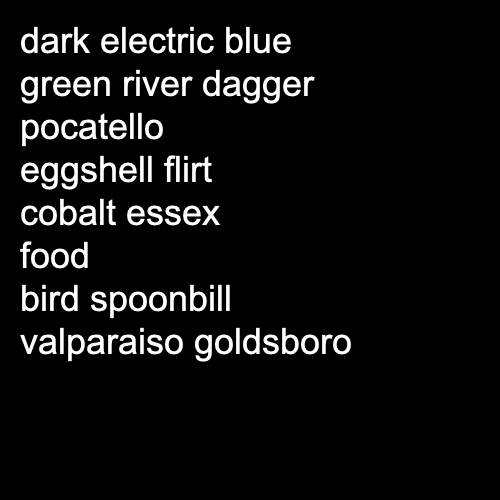 dark electric blue
green river dagger
pocatello
eggshell flirt
cobalt essex
food
bird spoonbill
valparaiso goldsboro